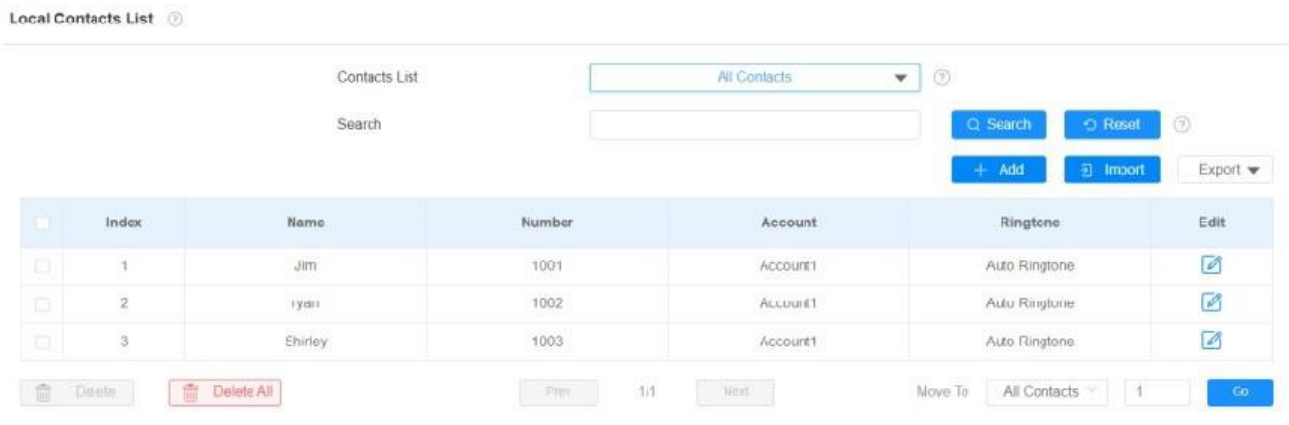 Local Contacts List ?
Contacts List All Contacts ?
Search Search Reset ?
Add Import Export
Index Name Number Account Ringtone Edit
1 Jim 1001 Account1 Auto Ringtone
2 1002 Account1 Auto Ringtone
3 Shirley 1003 Account1 Auto Ringtone
Delete Delete All Prev 1/1 Next Move To All Contacts 1 Go